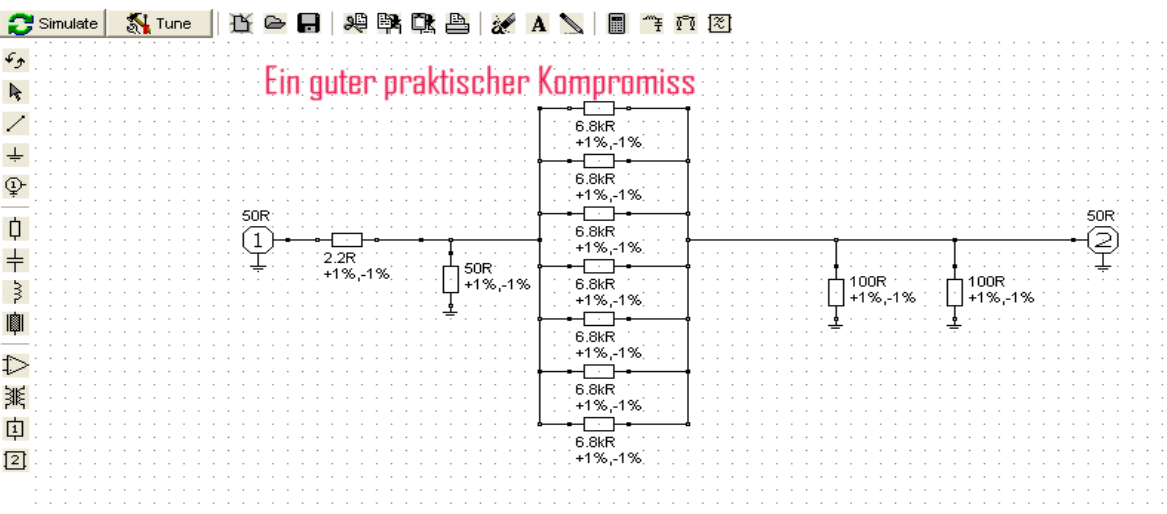 Simulate Tune A
Ein guter praktischer Kompromiss
6.8kR
+1%,-1%
6.8kR
+1%,-1%
50R
1
2.2R
+1%,-1%
50R
+1%,-1%
6.8kR
+1%,-1%
6.8kR
+1%,-1%
6.8kR
+1%,-1%
6.8kR
+1%,-1%
6.8kR
+1%,-1%
100R
+1%,-1%
100R
+1%,-1%
50R
2
1
1
2